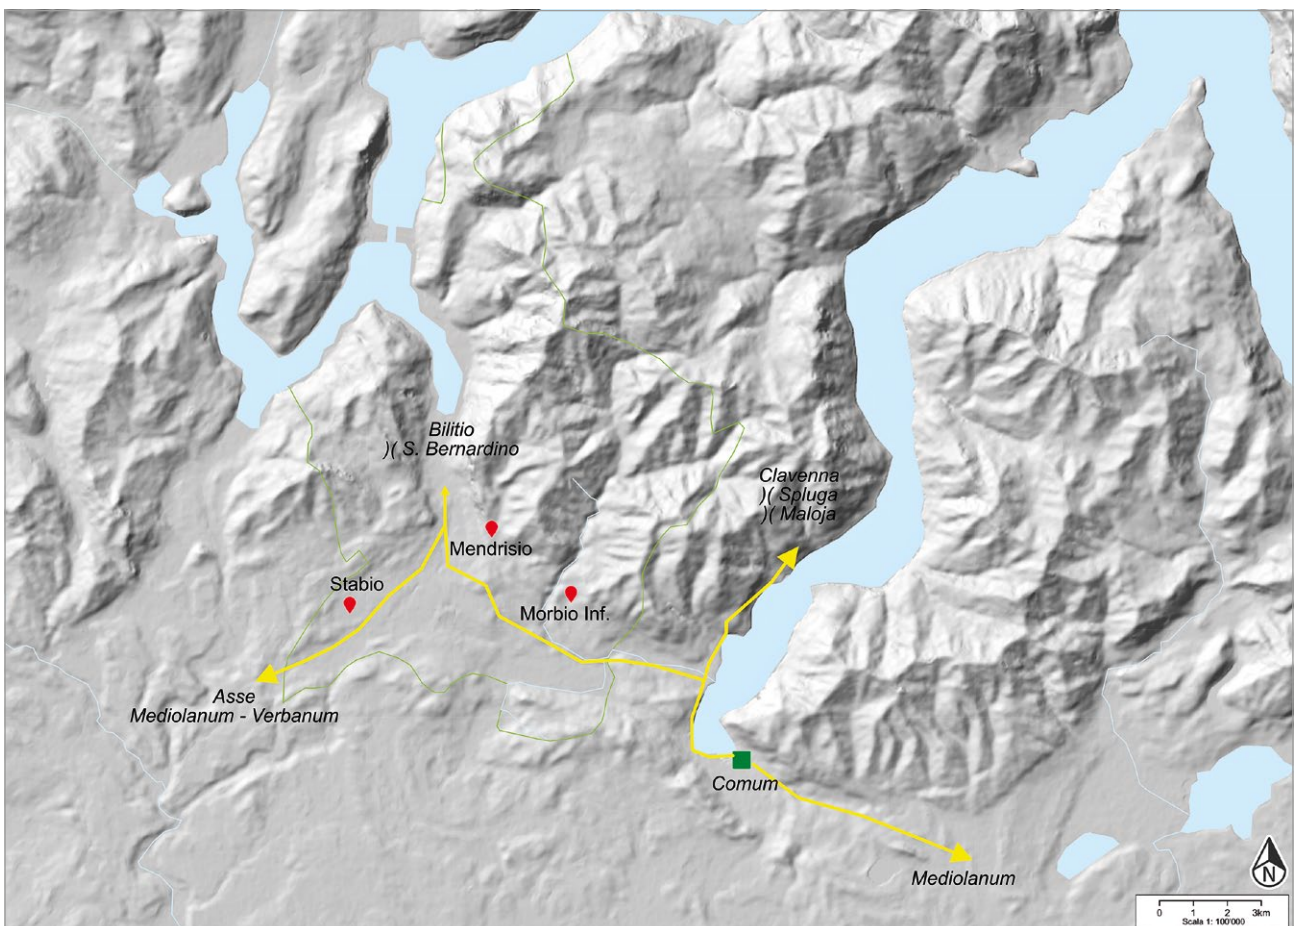 Bilitio
)( S. Bernardino
Clavenna
)( Spluga
)( Maloja
Mendrisio
Stabio
Morbio Inf.
Asse
Mediolanum - Verbanum
Comum
Mediolanum
N
0 1 2 3km
Scala 1: 100'000